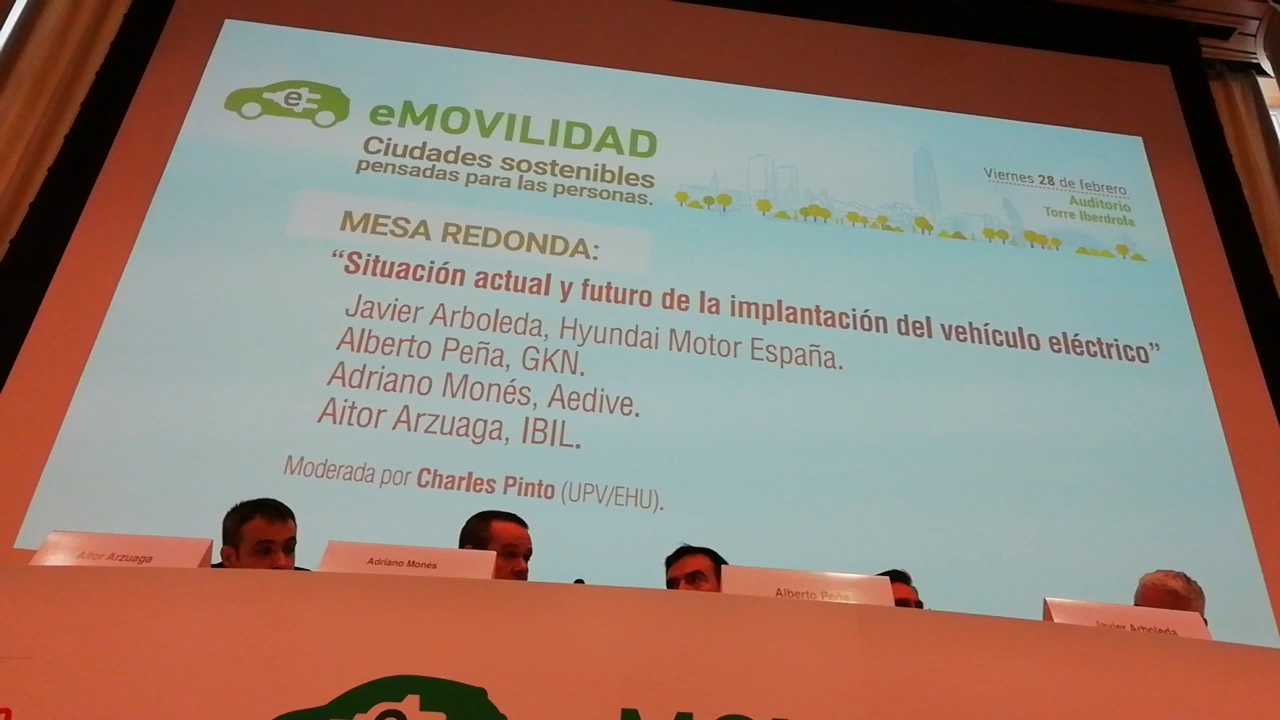 e
eMOVILIDAD
Ciudades sostenibles
pensadas para las personas.
Viernes 28 de febrero
Auditorio
Torre Iberdrola
MESA REDONDA:
“Situación actual y futuro de la implantación del vehículo eléctrico”
Javier Arboleda, Hyundai Motor España.
Alberto Peña, GKN.
Adriano Monés, Aedive.
Aitor Arzuaga, IBIL.
Moderada por Charles Pinto (UPV/EHU).
Aitor Arzuaga
Adriano Monés
Alberto Peña
Javier Arboleda